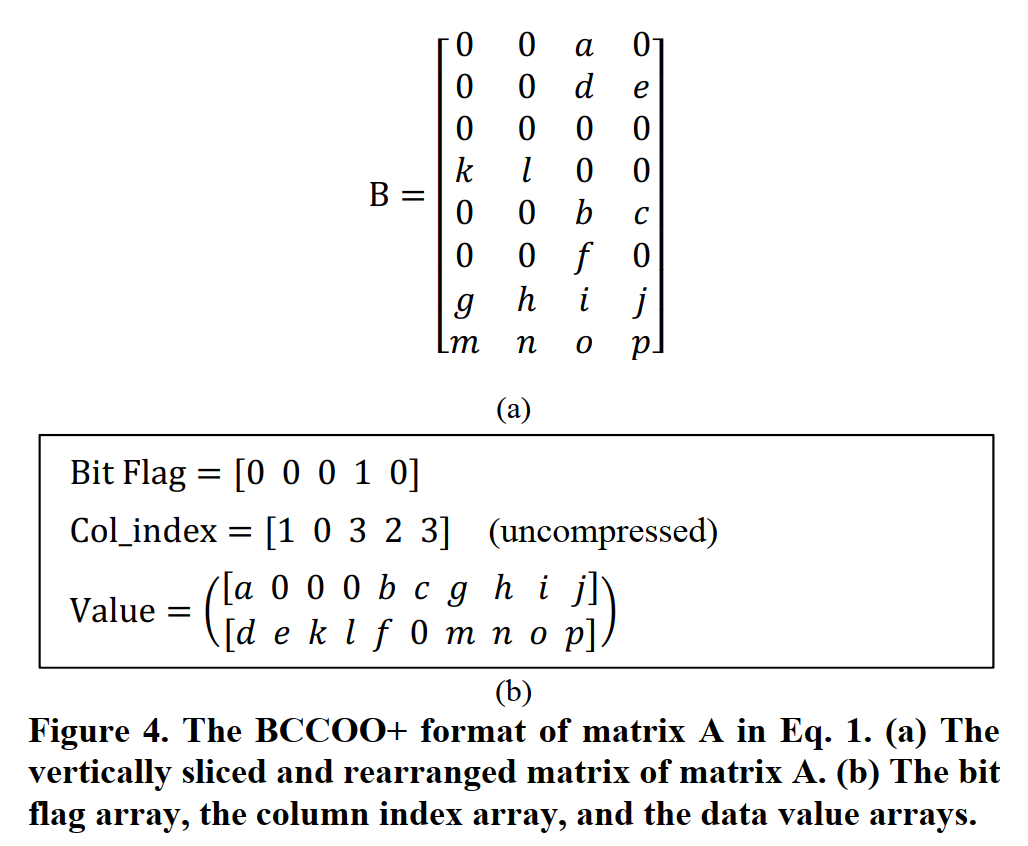 0 0 a 0
0 0 d e
0 0 0 0
k l 0 0
B =
0 0 b c
0 0 f 0
g h i j
m n o p
(a)
Bit Flag = [0 0 0 1 0]
Col_index = [1 0 3 2 3] (uncompressed)
Value = ([a 0 0 0 b c g h i j]
[d e k l f 0 m n o p])
(b)
Figure 4. The BCCOO+ format of matrix A in Eq. 1. (a) The
vertically sliced and rearranged matrix of matrix A. (b) The bit
flag array, the column index array, and the data value arrays.